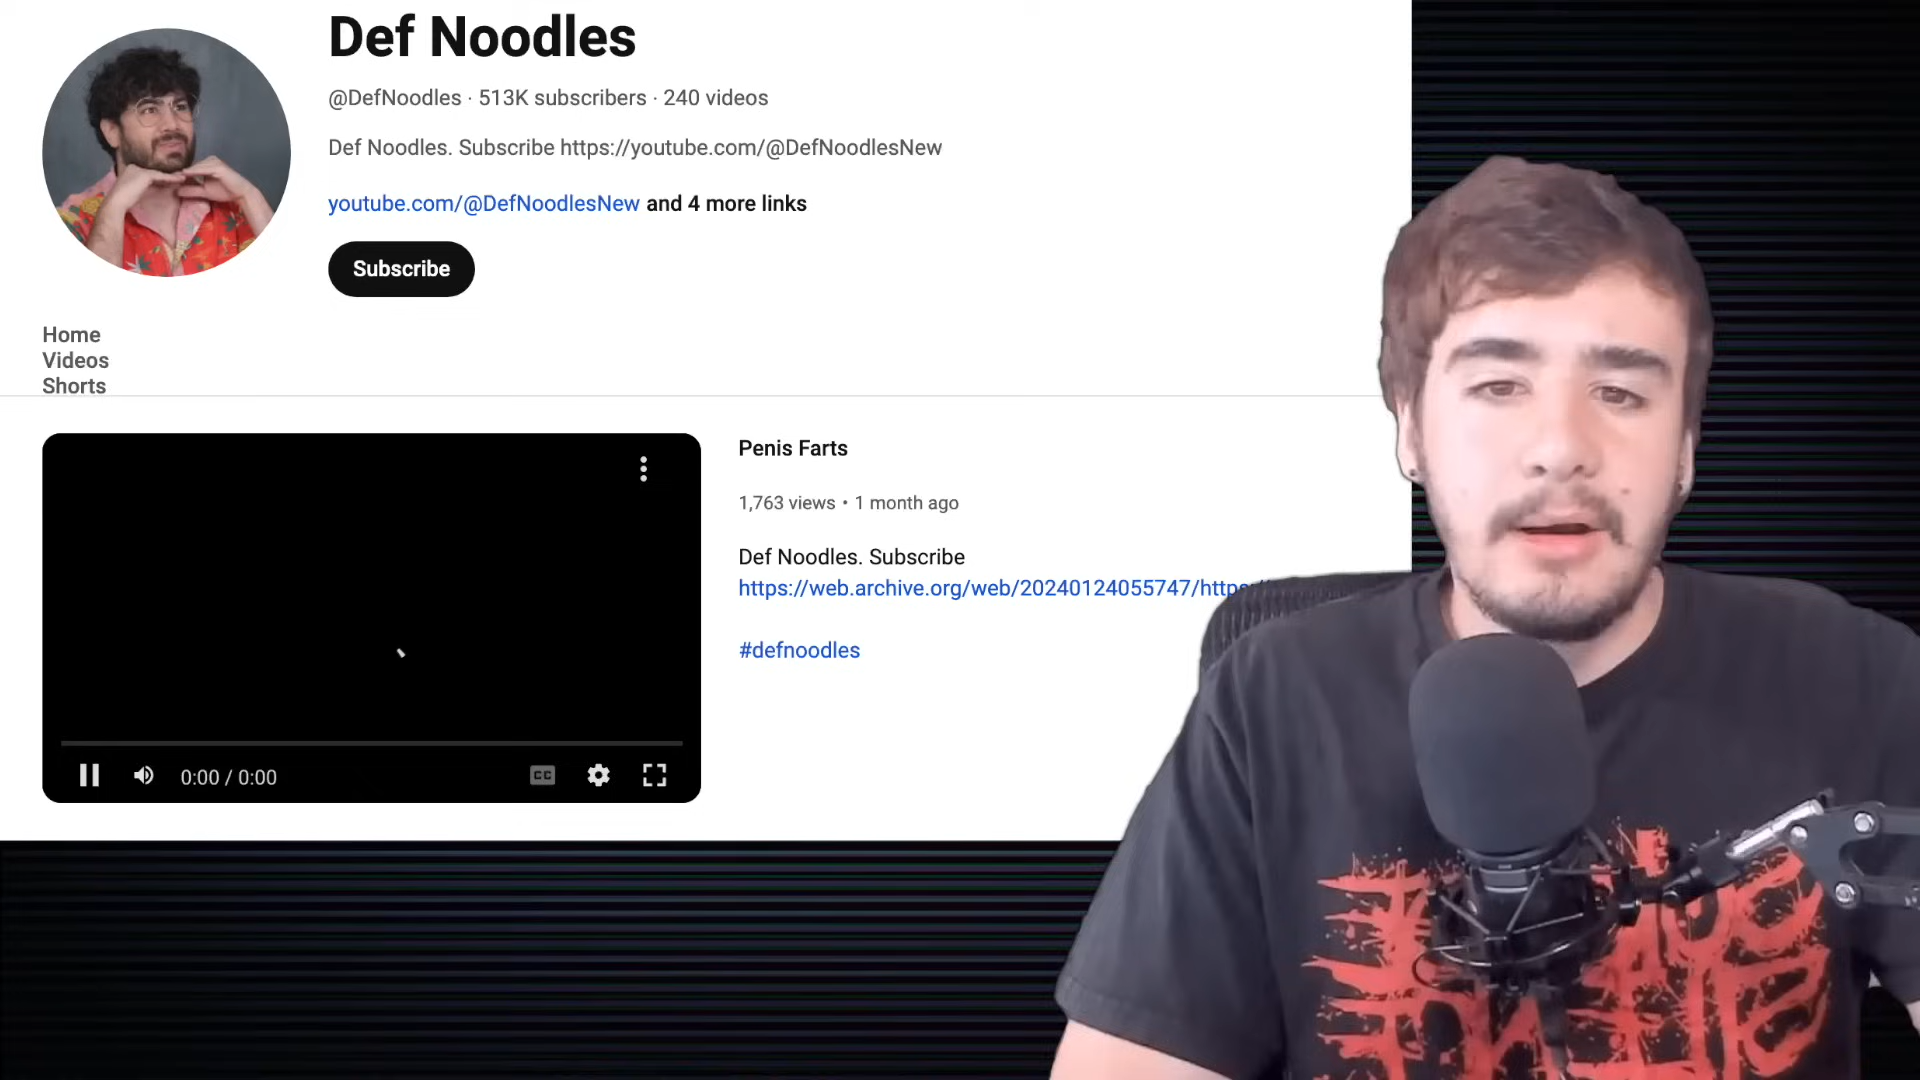 Def Noodles
@DefNoodles · 513K subscribers · 240 videos
Def Noodles. Subscribe https://youtube.com/@DefNoodlesNew
youtube.com/@DefNoodlesNew and 4 more links
Subscribe
Home
Videos
Shorts
Penis Farts
1,763 views • 1 month ago
Def Noodles. Subscribe
https://web.archive.org/web/20240124055747/https
#defnoodles
0:00 / 0:00
CC